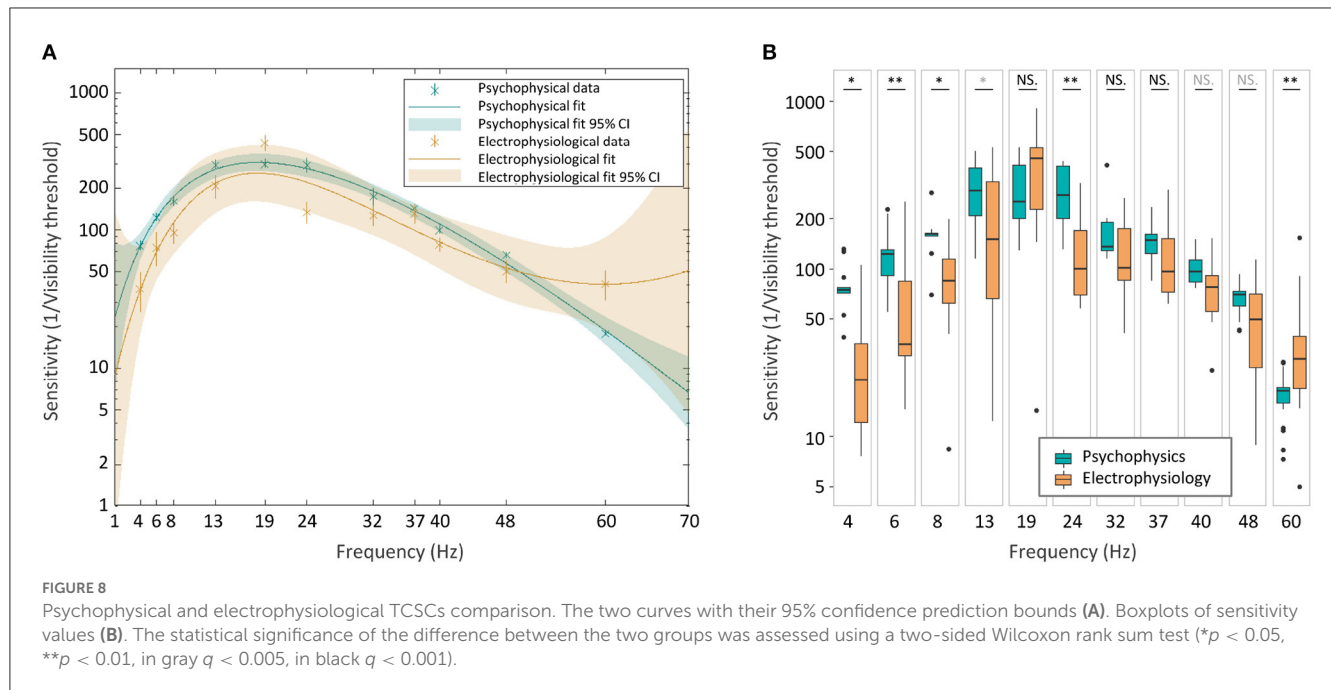 A
1000
500
200
100
50
10
5
2
1
Sensitivity (1/Visibility threshold)
Psychophysical data
Psychophysical fit
Psychophysical fit 95% CI
Electrophysiological data
Electrophysiological fit
Electrophysiological fit 95% CI
1 4 6 8 13 19 24 32 37 40 48 60 70
Frequency (Hz)
B
* ** * * NS. ** NS. NS. NS. NS. **
1000
500
200
100
50
10
5
Sensitivity (1/Visibility threshold)
Psychophysics
Electrophysiology
4 6 8 13 19 24 32 37 40 48 60
Frequency (Hz)
FIGURE 8
Psychophysical and electrophysiological TCSCs comparison. The two curves with their 95% confidence prediction bounds (A). Boxplots of sensitivity
values (B). The statistical significance of the difference between the two groups was assessed using a two-sided Wilcoxon rank sum test (*p < 0.05,
**p < 0.01, in gray q < 0.005, in black q < 0.001).